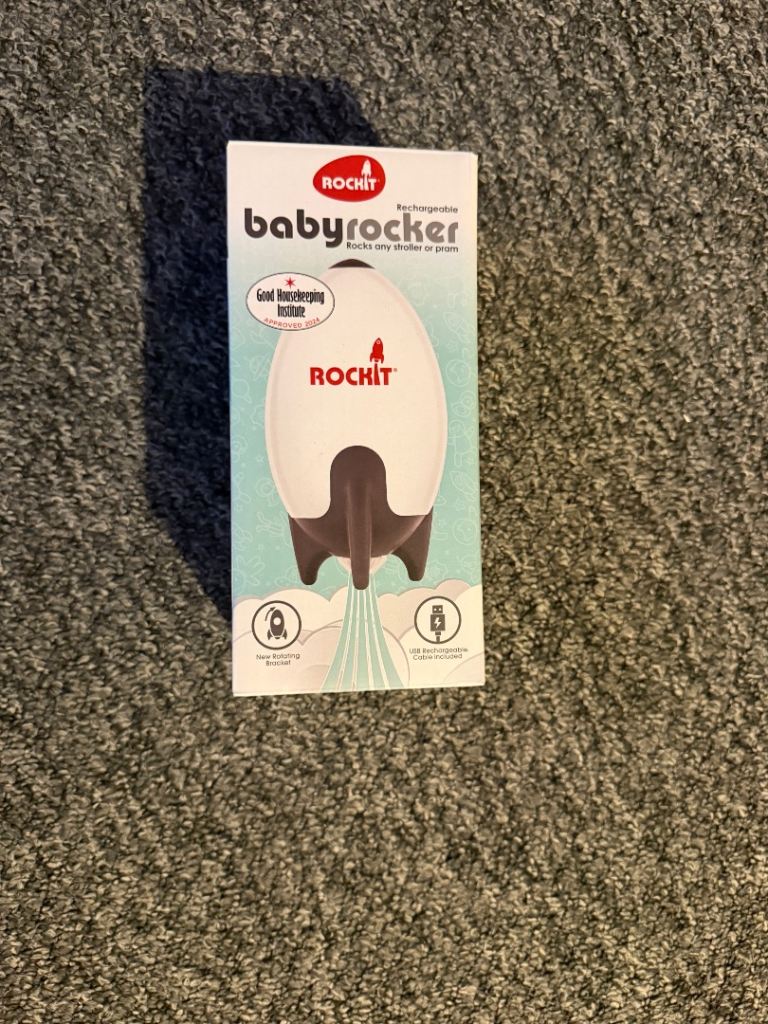 ROCKIT
Rechargeable
babyrocker
Rocks any stroller or pram
Good Housekeeping
Institute
APPROVED 2024
ROCKIT®
New Rotating
Bracket
USB Rechargeable
Cable Included